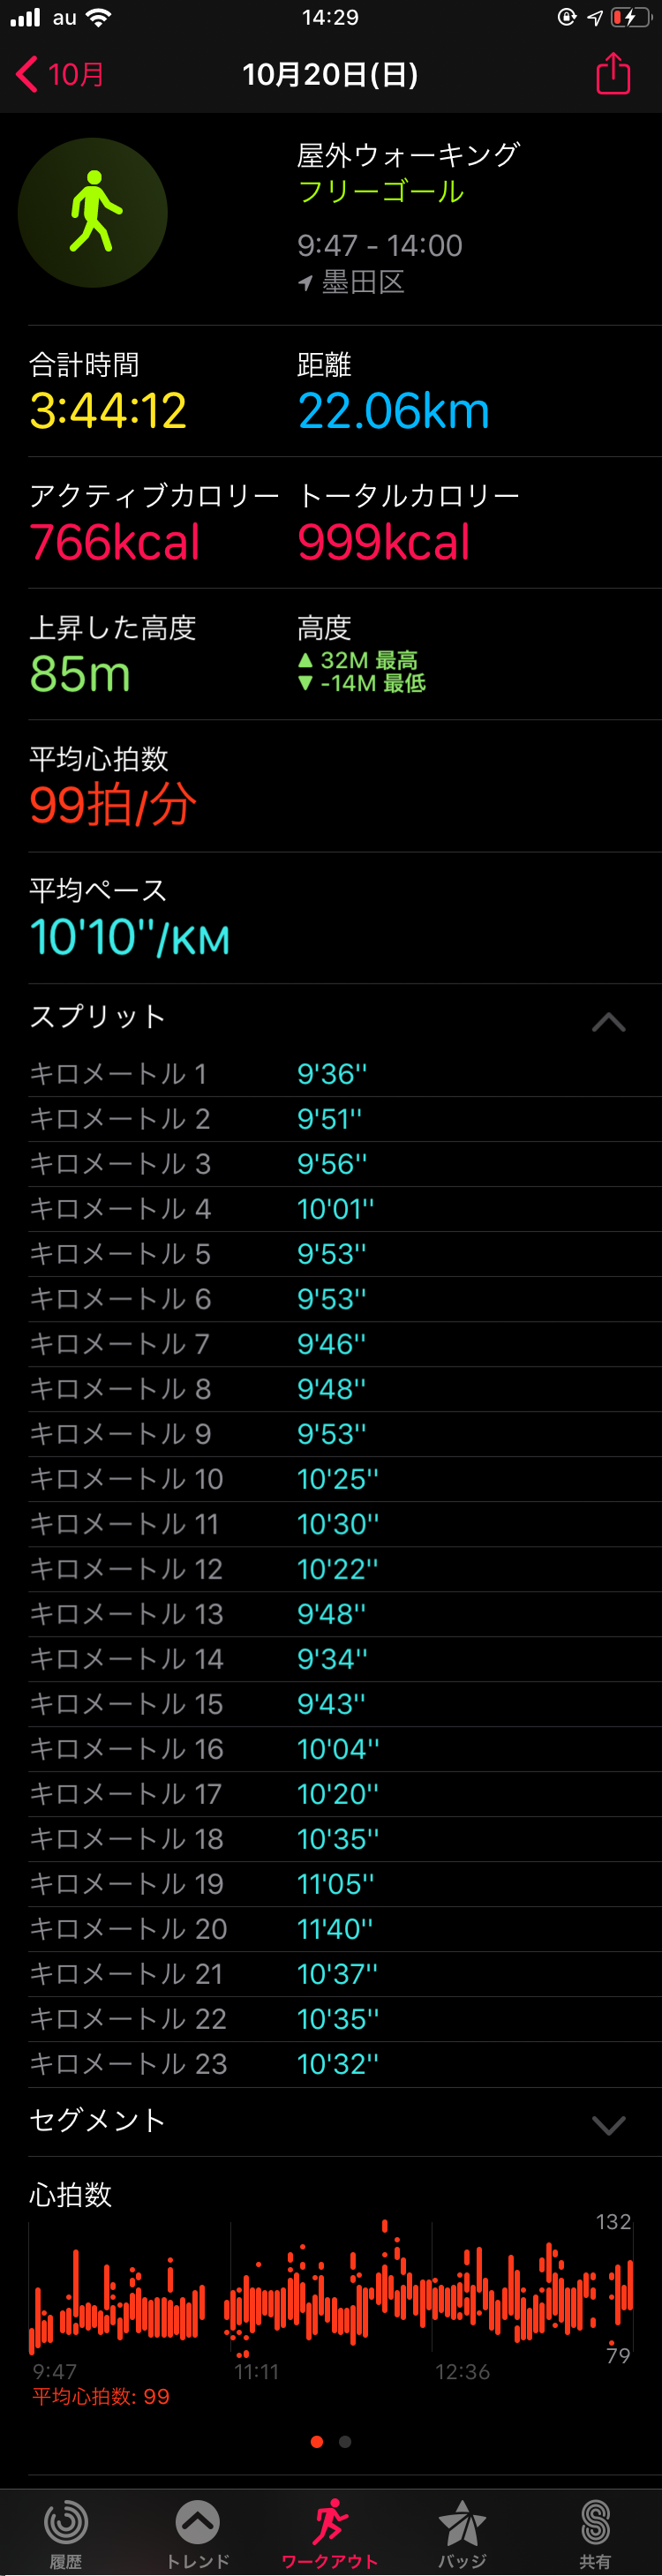 au 14:29
10月 10月20日(日)
屋外ウォーキング
フリーゴール
9:47 - 14:00
墨田区
合計時間 距離
3:44:12 22.06km
アクティブカロリー トータルカロリー
766kcal 999kcal
上昇した高度 高度
85m ▲ 32M 最高
▼ -14M 最低
平均心拍数
99拍/分
平均ペース
10'10''/KM
スプリット
キロメートル 1 9'36''
キロメートル 2 9'51''
キロメートル 3 9'56''
キロメートル 4 10'01''
キロメートル 5 9'53''
キロメートル 6 9'53''
キロメートル 7 9'46''
キロメートル 8 9'48''
キロメートル 9 9'53''
キロメートル 10 10'25''
キロメートル 11 10'30''
キロメートル 12 10'22''
キロメートル 13 9'48''
キロメートル 14 9'34''
キロメートル 15 9'43''
キロメートル 16 10'04''
キロメートル 17 10'20''
キロメートル 18 10'35''
キロメートル 19 11'05''
キロメートル 20 11'40''
キロメートル 21 10'37''
キロメートル 22 10'35''
キロメートル 23 10'32''
セグメント
心拍数
132
79
9:47 11:11 12:36
平均心拍数: 99
履歴 トレンド ワークアウト バッジ 共有